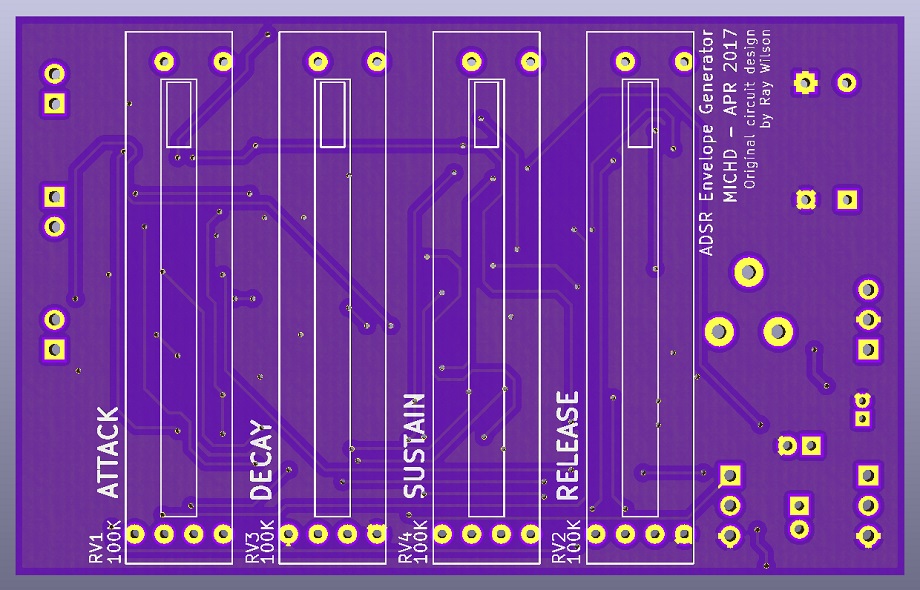 ADSR Envelope Generator
MICHD – APR 2017
Original circuit design
by Ray Wilson
ATTACK
DECAY
SUSTAIN
RELEASE
RV1
100K
RV3
100K
RV4
100K
RV2
100K